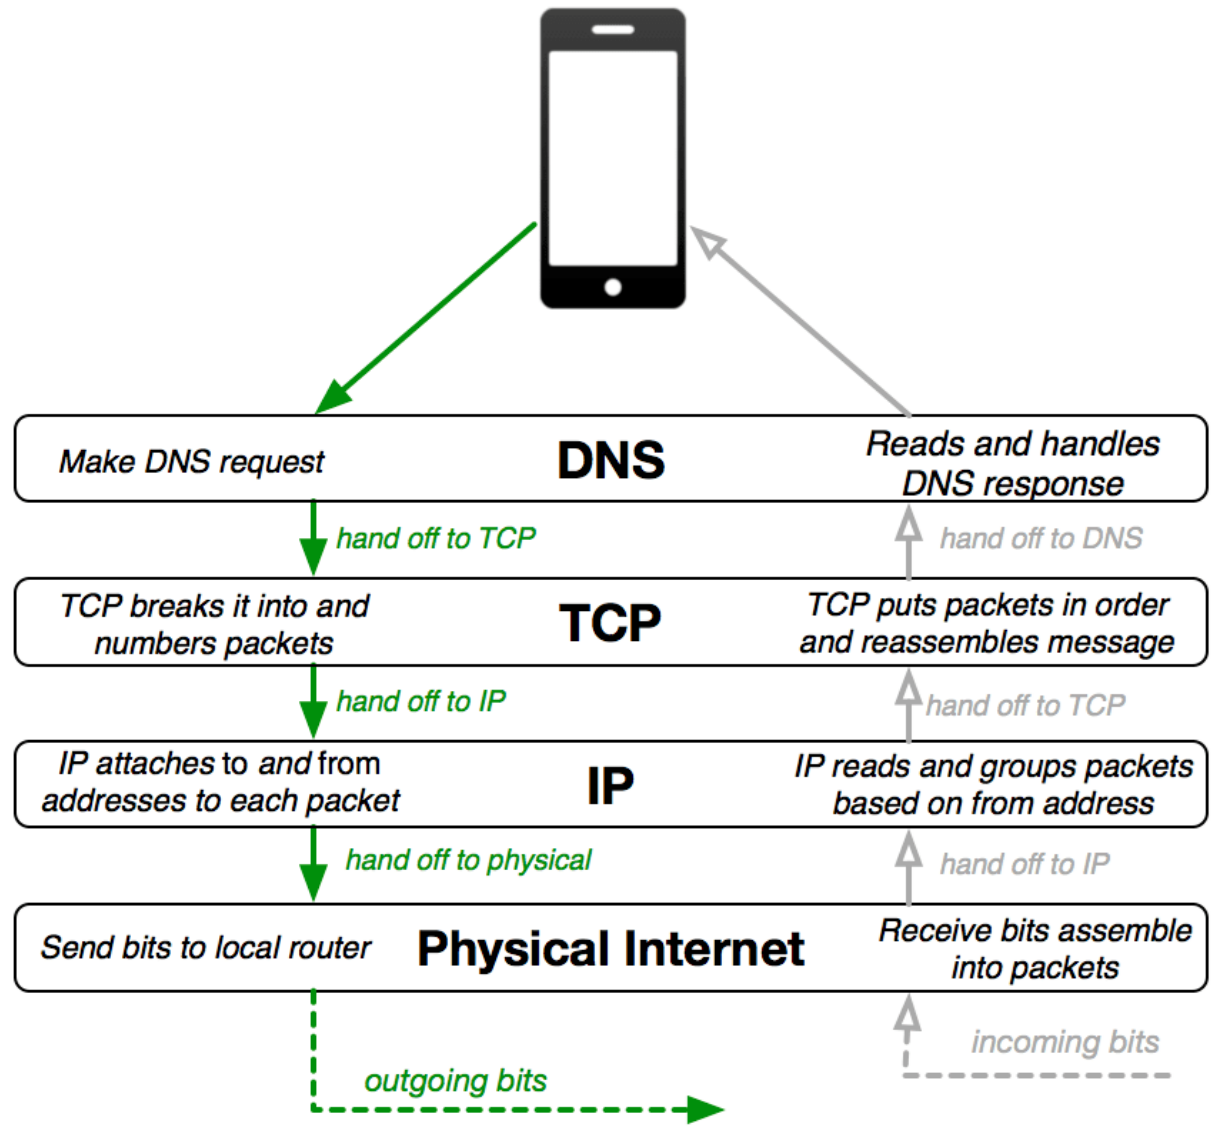 Make DNS request
DNS
Reads and handles
DNS response
hand off to TCP
hand off to DNS
TCP breaks it into and
numbers packets
TCP
TCP puts packets in order
and reassembles message
hand off to IP
hand off to TCP
IP attaches to and from
addresses to each packet
IP
IP reads and groups packets
based on from address
hand off to physical
hand off to IP
Send bits to local router
Physical Internet
Receive bits assemble
into packets
outgoing bits
incoming bits